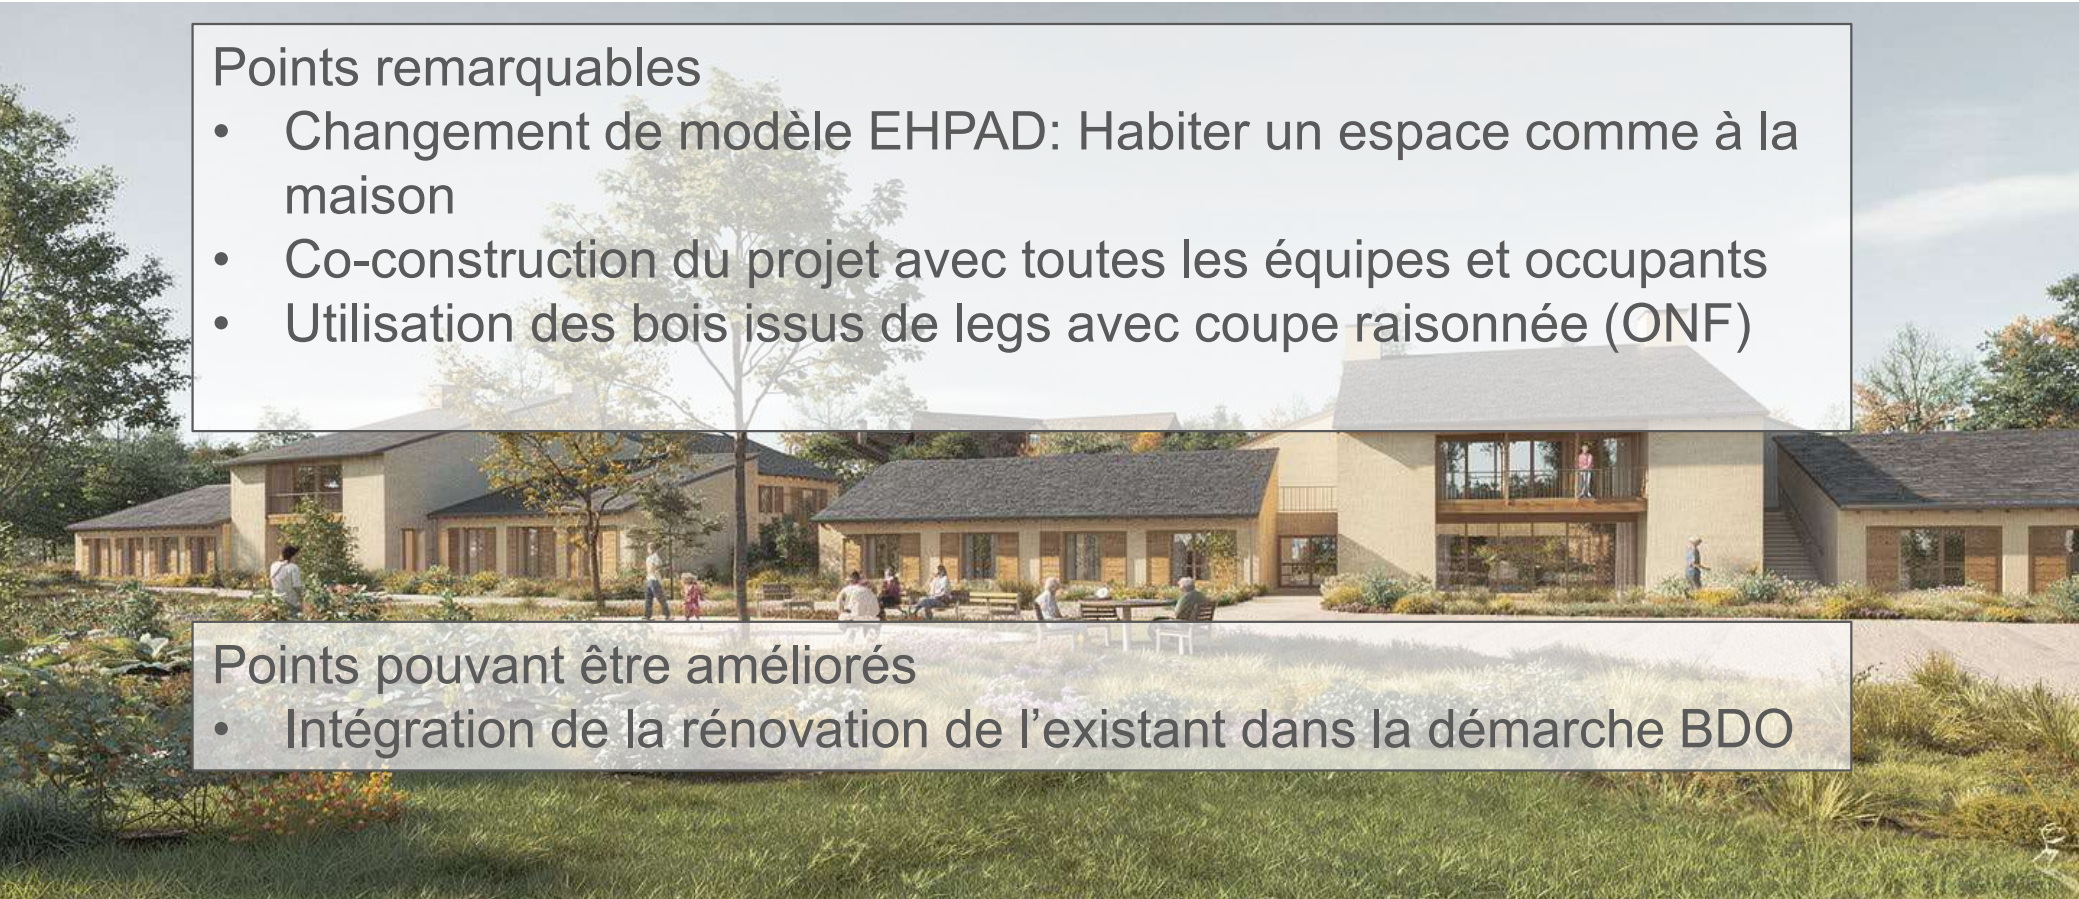 Points remarquables
• Changement de modèle EHPAD: Habiter un espace comme à la
maison
• Co-construction du projet avec toutes les équipes et occupants
• Utilisation des bois issus de legs avec coupe raisonnée (ONF)
Points pouvant être améliorés
• Intégration de la rénovation de l’existant dans la démarche BDO